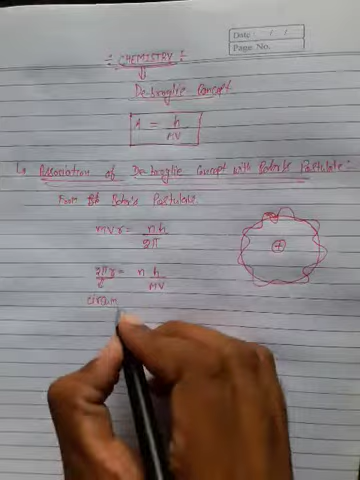 Date : / /
Page No.
÷ CHEMISTRY ÷
⇓
De-broglie Concept
λ = h / MV
↳ Association of De-broglie Concept with Bohr's Postulate :-
From Bohr's Postulate
mvr = nh / 2π
2πr = n h / MV
circum
+